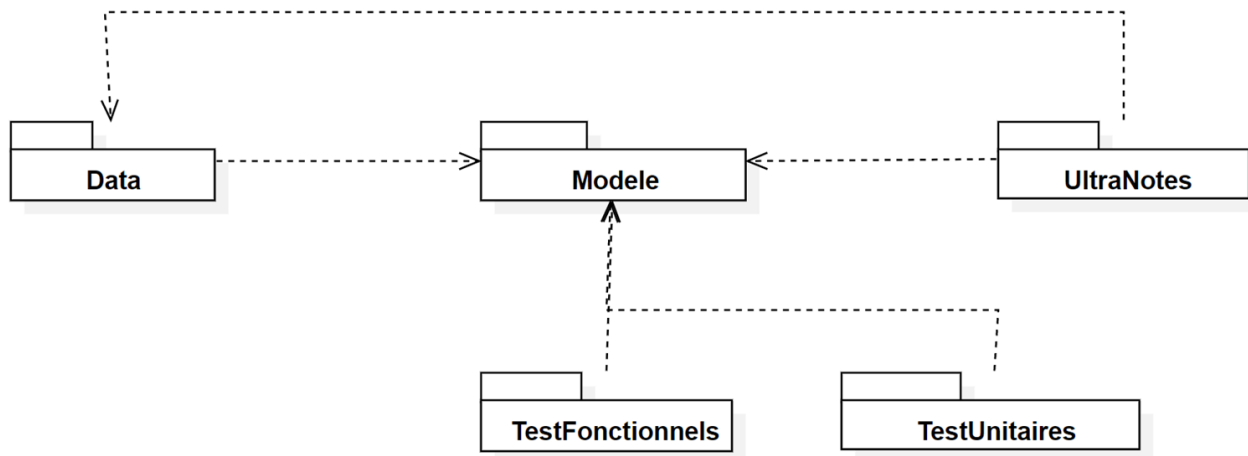 Data
Modele
UltraNotes
TestFonctionnels
TestUnitaires